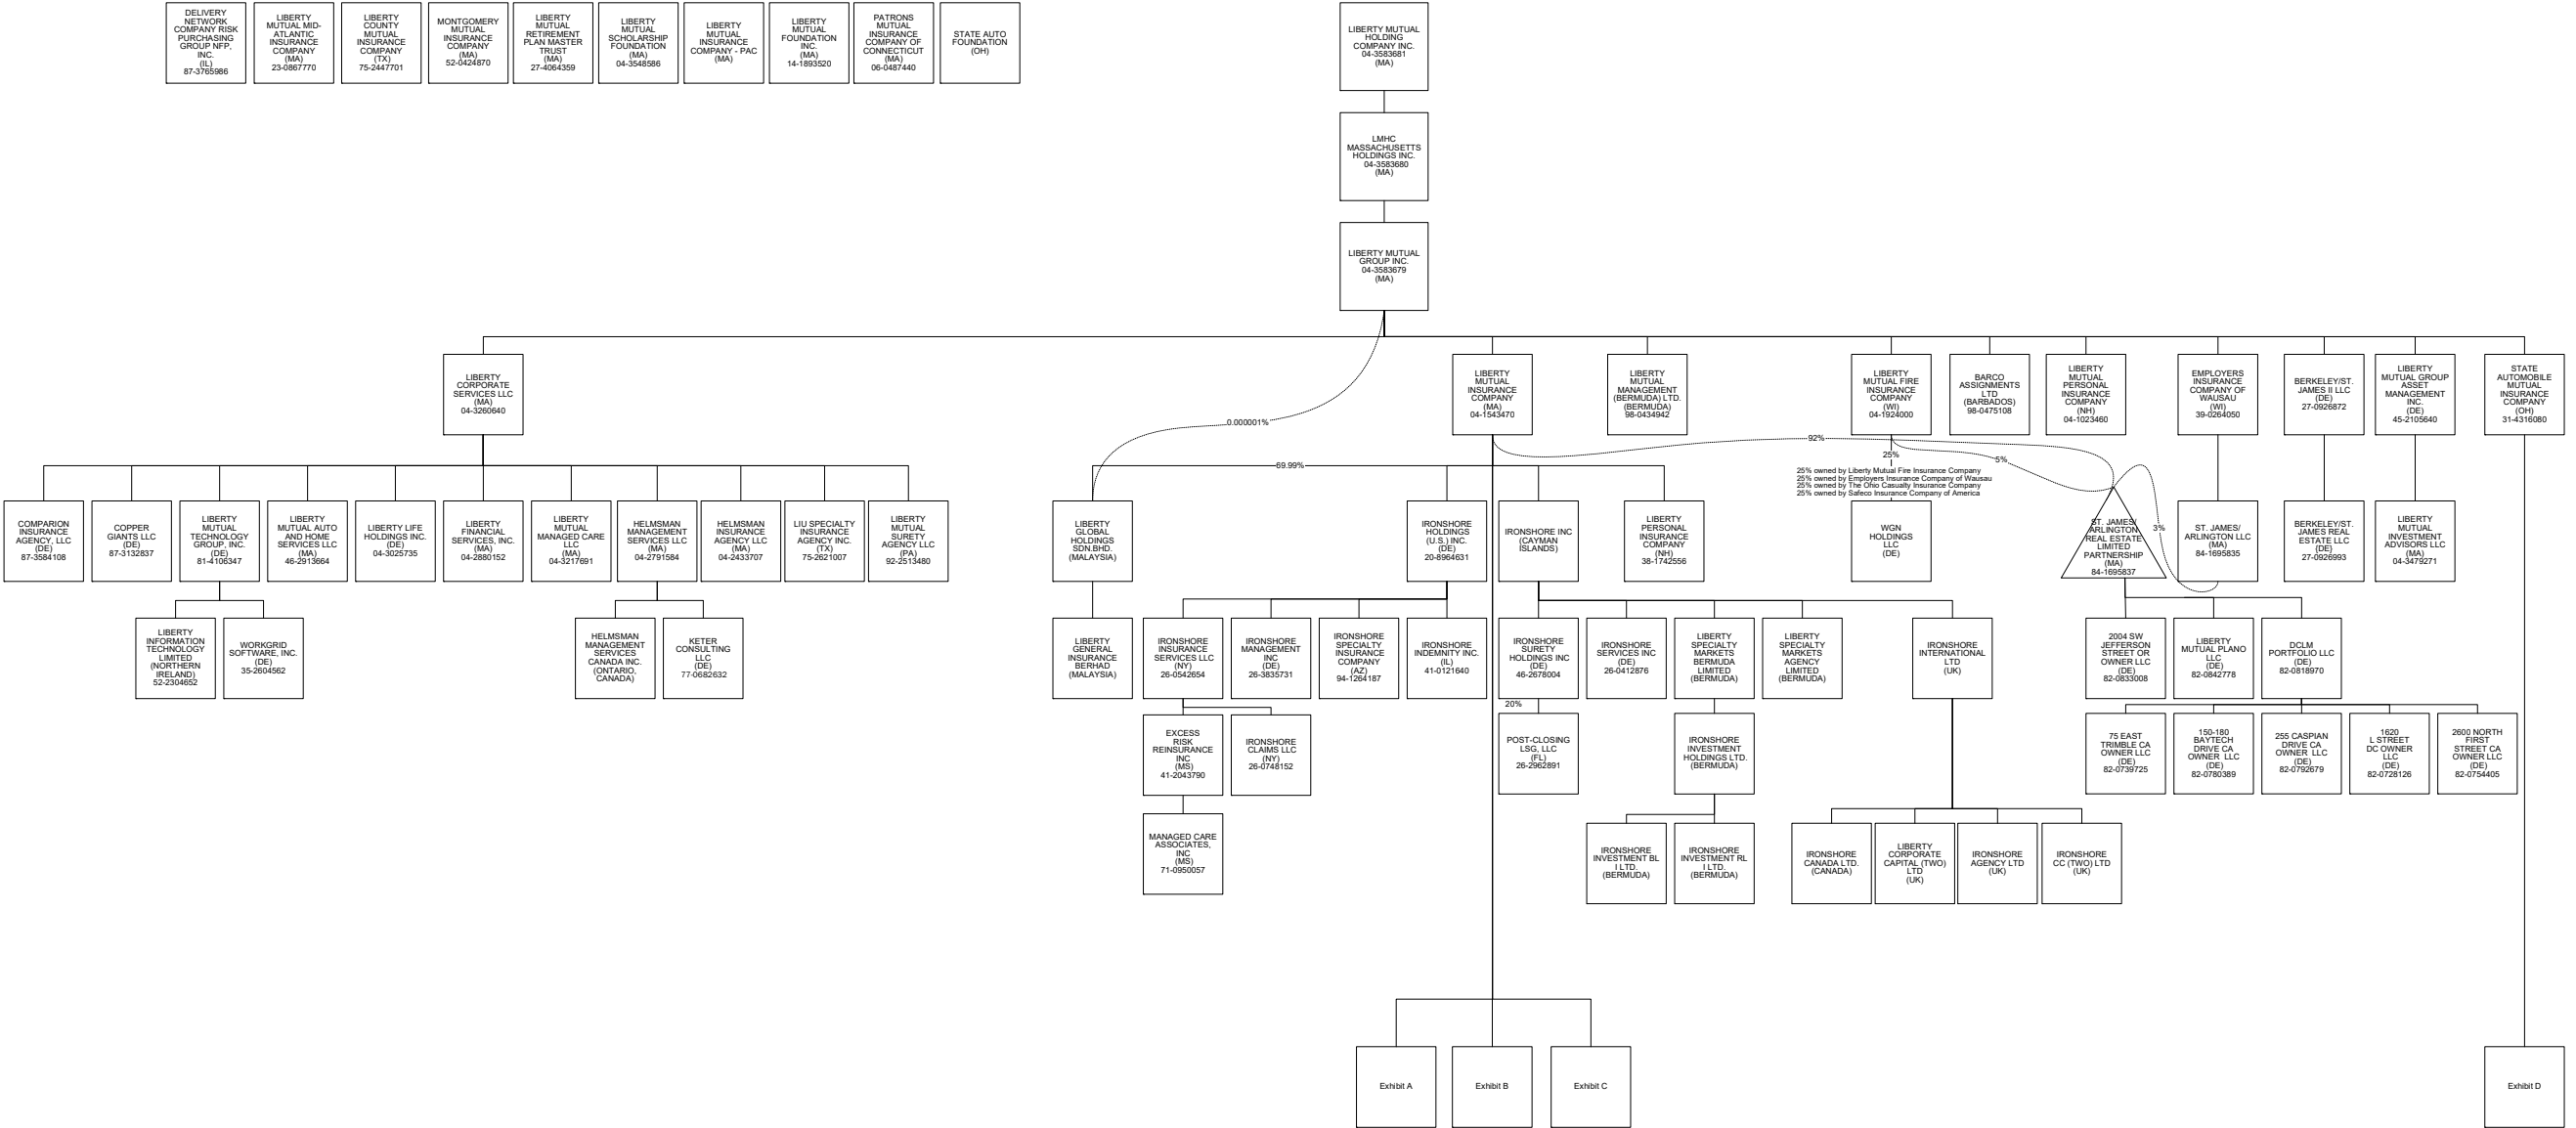 DELIVERY
NETWORK
COMPANY RISK
PURCHASING
GROUP NFP,
INC.
(IL)
87-3765986
LIBERTY
MUTUAL MID-
ATLANTIC
INSURANCE
COMPANY
(MA)
23-0867770
LIBERTY
COUNTY
MUTUAL
INSURANCE
COMPANY
(TX)
75-2447701
MONTGOMERY
MUTUAL
INSURANCE
COMPANY
(MA)
52-0424870
LIBERTY
MUTUAL
RETIREMENT
PLAN MASTER
TRUST
(MA)
27-4064359
LIBERTY
MUTUAL
SCHOLARSHIP
FOUNDATION
(MA)
04-3548586
LIBERTY
MUTUAL
INSURANCE
COMPANY - PAC
(MA)
LIBERTY
MUTUAL
FOUNDATION
INC.
(MA)
14-1893520
PATRONS
MUTUAL
INSURANCE
COMPANY OF
CONNECTICUT
(MA)
06-0487440
STATE AUTO
FOUNDATION
(OH)
LIBERTY MUTUAL
HOLDING
COMPANY INC.
04-3583681
(MA)
LMHC
MASSACHUSETTS
HOLDINGS INC.
04-3583680
(MA)
LIBERTY MUTUAL
GROUP INC.
04-3583679
(MA)
LIBERTY
CORPORATE
SERVICES LLC
(MA)
04-3260640
LIBERTY
MUTUAL
INSURANCE
COMPANY
(MA)
04-1543470
LIBERTY
MUTUAL
MANAGEMENT
(BERMUDA) LTD.
(BERMUDA)
98-0434942
LIBERTY
MUTUAL FIRE
INSURANCE
COMPANY
(WI)
04-1924000
BARCO
ASSIGNMENTS
LTD
(BARBADOS)
98-0475108
LIBERTY
MUTUAL
PERSONAL
INSURANCE
COMPANY
(NH)
04-1023460
EMPLOYERS
INSURANCE
COMPANY OF
WAUSAU
(WI)
39-0264050
BERKELEY/ST.
JAMES II LLC
(DE)
27-0926872
LIBERTY
MUTUAL GROUP
ASSET
MANAGEMENT
INC.
(DE)
45-2105640
STATE
AUTOMOBILE
MUTUAL
INSURANCE
COMPANY
(OH)
31-4316080
0.000001%
92%
69.99%
25%
5%
25% owned by Liberty Mutual Fire Insurance Company
25% owned by Employers Insurance Company of Wausau
25% owned by The Ohio Casualty Insurance Company
25% owned by Safeco Insurance Company of America
COMPARION
INSURANCE
AGENCY, LLC
(DE)
87-3584108
COPPER
GIANTS LLC
(DE)
87-3132837
LIBERTY
MUTUAL
TECHNOLOGY
GROUP, INC.
(DE)
81-4106347
LIBERTY
MUTUAL AUTO
AND HOME
SERVICES LLC
(MA)
46-2913664
LIBERTY LIFE
HOLDINGS INC.
(DE)
04-3025735
LIBERTY
FINANCIAL
SERVICES, INC.
(MA)
04-2880152
LIBERTY
MUTUAL
MANAGED CARE
LLC
(MA)
04-3217691
HELMSMAN
MANAGEMENT
SERVICES LLC
(MA)
04-2791584
HELMSMAN
INSURANCE
AGENCY LLC
(MA)
04-2433707
LIU SPECIALTY
INSURANCE
AGENCY INC.
(TX)
75-2621007
LIBERTY
MUTUAL
SURETY
AGENCY LLC
(PA)
92-2513480
LIBERTY
GLOBAL
HOLDINGS
SDN.BHD.
(MALAYSIA)
IRONSHORE
HOLDINGS
(U.S.) INC.
(DE)
20-8964631
IRONSHORE INC
(CAYMAN
ISLANDS)
LIBERTY
PERSONAL
INSURANCE
COMPANY
(NH)
38-1742556
WGN
HOLDINGS
LLC
(DE)
ST. JAMES/
ARLINGTON
REAL ESTATE
LIMITED
PARTNERSHIP
(MA)
84-1695837
3%
ST. JAMES/
ARLINGTON LLC
(MA)
84-1695835
BERKELEY/ST.
JAMES REAL
ESTATE LLC
(DE)
27-0926993
LIBERTY
MUTUAL
INVESTMENT
ADVISORS LLC
(MA)
04-3479271
LIBERTY
INFORMATION
TECHNOLOGY
LIMITED
(NORTHERN
IRELAND)
52-2304652
WORKGRID
SOFTWARE, INC.
(DE)
35-2604562
HELMSMAN
MANAGEMENT
SERVICES
CANADA INC.
(ONTARIO,
CANADA)
KETER
CONSULTING
LLC
(DE)
77-0682632
LIBERTY
GENERAL
INSURANCE
BERHAD
(MALAYSIA)
IRONSHORE
INSURANCE
SERVICES LLC
(NY)
26-0542654
IRONSHORE
MANAGEMENT
INC
(DE)
26-3835731
IRONSHORE
SPECIALTY
INSURANCE
COMPANY
(AZ)
94-1264187
IRONSHORE
INDEMNITY INC.
(IL)
41-0121640
IRONSHORE
SURETY
HOLDINGS INC
(DE)
46-2678004
IRONSHORE
SERVICES INC
(DE)
26-0412876
LIBERTY
SPECIALTY
MARKETS
BERMUDA
LIMITED
(BERMUDA)
LIBERTY
SPECIALTY
MARKETS
AGENCY
LIMITED
(BERMUDA)
IRONSHORE
INTERNATIONAL
LTD
(UK)
2004 SW
JEFFERSON
STREET OR
OWNER LLC
(DE)
82-0833008
LIBERTY
MUTUAL PLANO
LLC
(DE)
82-0842778
DCLM
PORTFOLIO LLC
(DE)
82-0818970
20%
EXCESS
RISK
REINSURANCE
INC
(MS)
41-2043790
IRONSHORE
CLAIMS LLC
(NY)
26-0748152
POST-CLOSING
LSG, LLC
(FL)
26-2962891
IRONSHORE
INVESTMENT
HOLDINGS LTD.
(BERMUDA)
75 EAST
TRIMBLE CA
OWNER LLC
(DE)
82-0739725
150-180
BAYTECH
DRIVE CA
OWNER LLC
(DE)
82-0780389
255 CASPIAN
DRIVE CA
OWNER LLC
(DE)
82-0792679
1620
L STREET
DC OWNER
LLC
(DE)
82-0728126
2600 NORTH
FIRST
STREET CA
OWNER LLC
(DE)
82-0754405
MANAGED CARE
ASSOCIATES,
INC
(MS)
71-0950057
IRONSHORE
INVESTMENT BL
I LTD.
(BERMUDA)
IRONSHORE
INVESTMENT RL
I LTD.
(BERMUDA)
IRONSHORE
CANADA LTD.
(CANADA)
LIBERTY
CORPORATE
CAPITAL (TWO)
LTD
(UK)
IRONSHORE
AGENCY LTD
(UK)
IRONSHORE
CC (TWO) LTD
(UK)
Exhibit A
Exhibit B
Exhibit C
Exhibit D